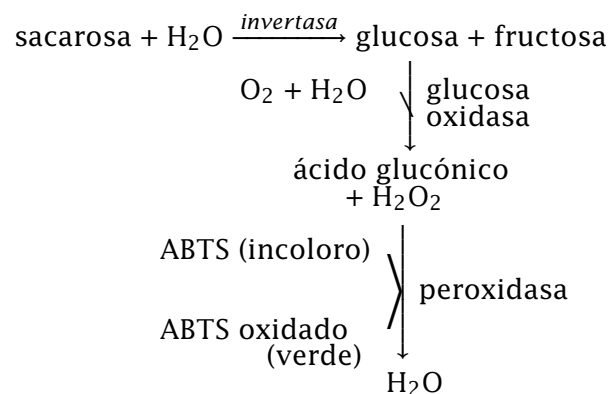 sacarosa + H₂O invertasa glucosa + fructosa
O₂ + H₂O glucosa
oxidasa
ácido glucónico
+ H₂O₂
ABTS (incoloro)
peroxidasa
ABTS oxidado
(verde)
H₂O